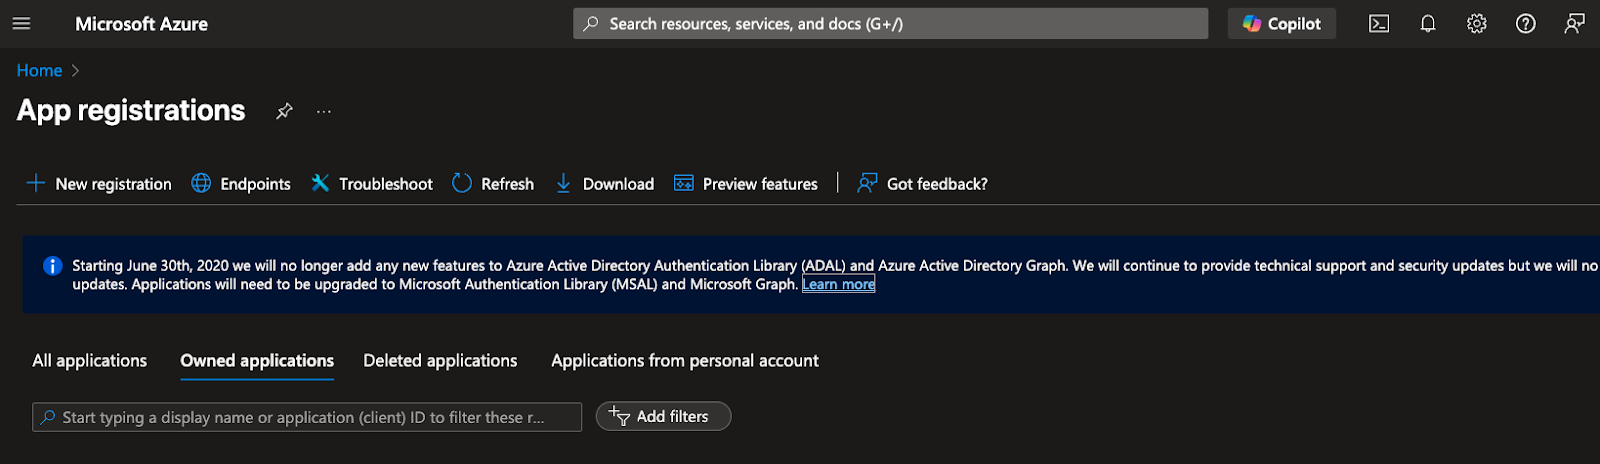 Microsoft Azure
Search resources, services, and docs (G+/)
Copilot
Home
App registrations
New registration
Endpoints
Troubleshoot
Refresh
Download
Preview features
Got feedback?
Starting June 30th, 2020 we will no longer add any new features to Azure Active Directory Authentication Library (ADAL) and Azure Active Directory Graph. We will continue to provide technical support and security updates but we will no
updates. Applications will need to be upgraded to Microsoft Authentication Library (MSAL) and Microsoft Graph. Learn more
All applications
Owned applications
Deleted applications
Applications from personal account
Start typing a display name or application (client) ID to filter these r...
Add filters